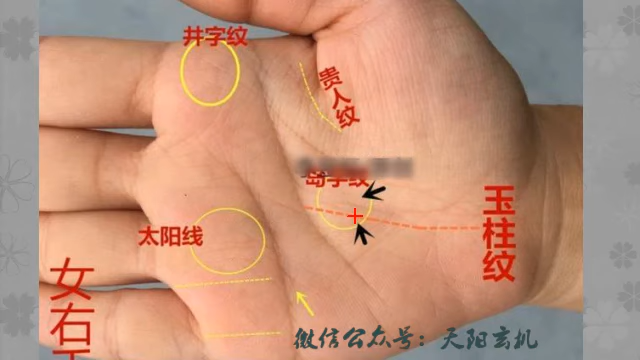 井字纹
贵人纹
岛字纹
玉柱纹
太阳线
女右
微信公众号：天阳玄机